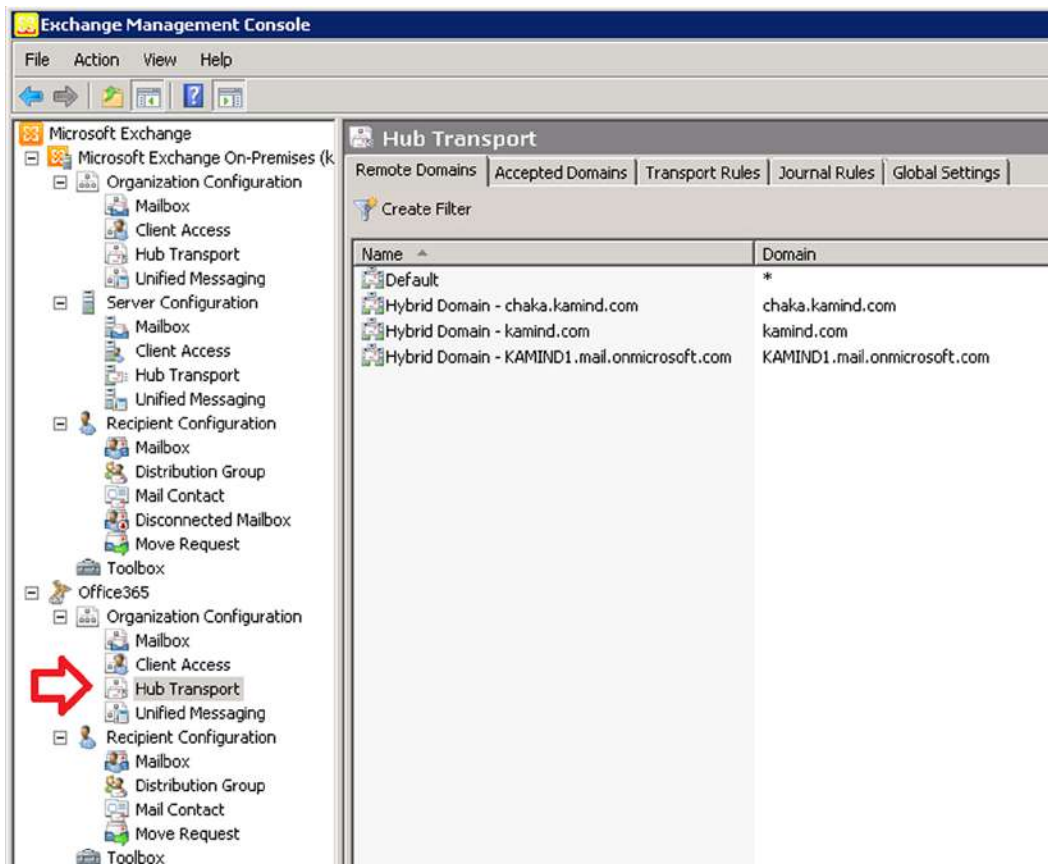 Exchange Management Console
File Action View Help
Microsoft Exchange
Microsoft Exchange On-Premises (k
Organization Configuration
Mailbox
Client Access
Hub Transport
Unified Messaging
Server Configuration
Mailbox
Client Access
Hub Transport
Unified Messaging
Recipient Configuration
Mailbox
Distribution Group
Mail Contact
Disconnected Mailbox
Move Request
Toolbox
Office365
Organization Configuration
Mailbox
Client Access
Hub Transport
Unified Messaging
Recipient Configuration
Mailbox
Distribution Group
Mail Contact
Move Request
Toolbox
Hub Transport
Remote Domains Accepted Domains Transport Rules Journal Rules Global Settings
Create Filter
Name Domain
Default *
Hybrid Domain - chaka.kamind.com chaka.kamind.com
Hybrid Domain - kamind.com kamind.com
Hybrid Domain - KAMIND1.mail.onmicrosoft.com KAMIND1.mail.onmicrosoft.com